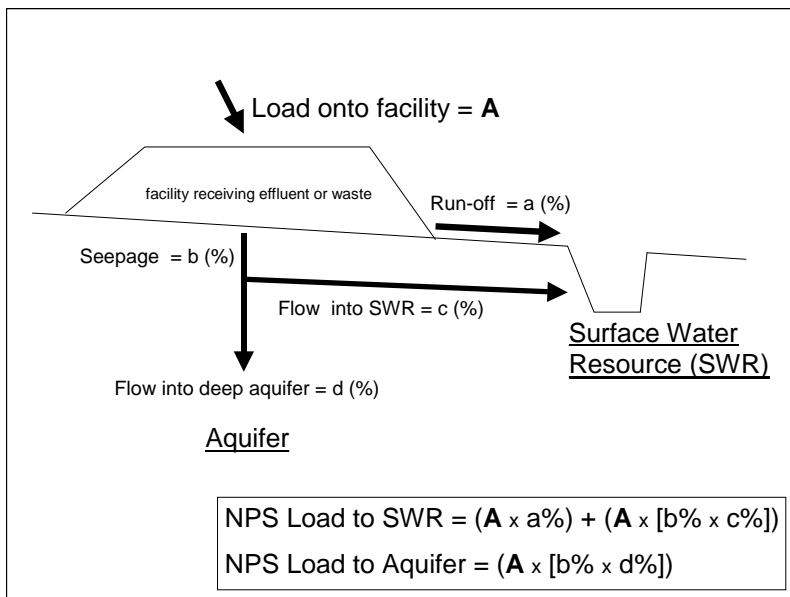 Load onto facility = A
facility receiving effluent or waste
Run-off = a (%)
Seepage = b (%)
Flow into SWR = c (%)
Surface Water
Resource (SWR)
Flow into deep aquifer = d (%)
Aquifer
NPS Load to SWR = (A x a%) + (A x [b% x c%])
NPS Load to Aquifer = (A x [b% x d%])